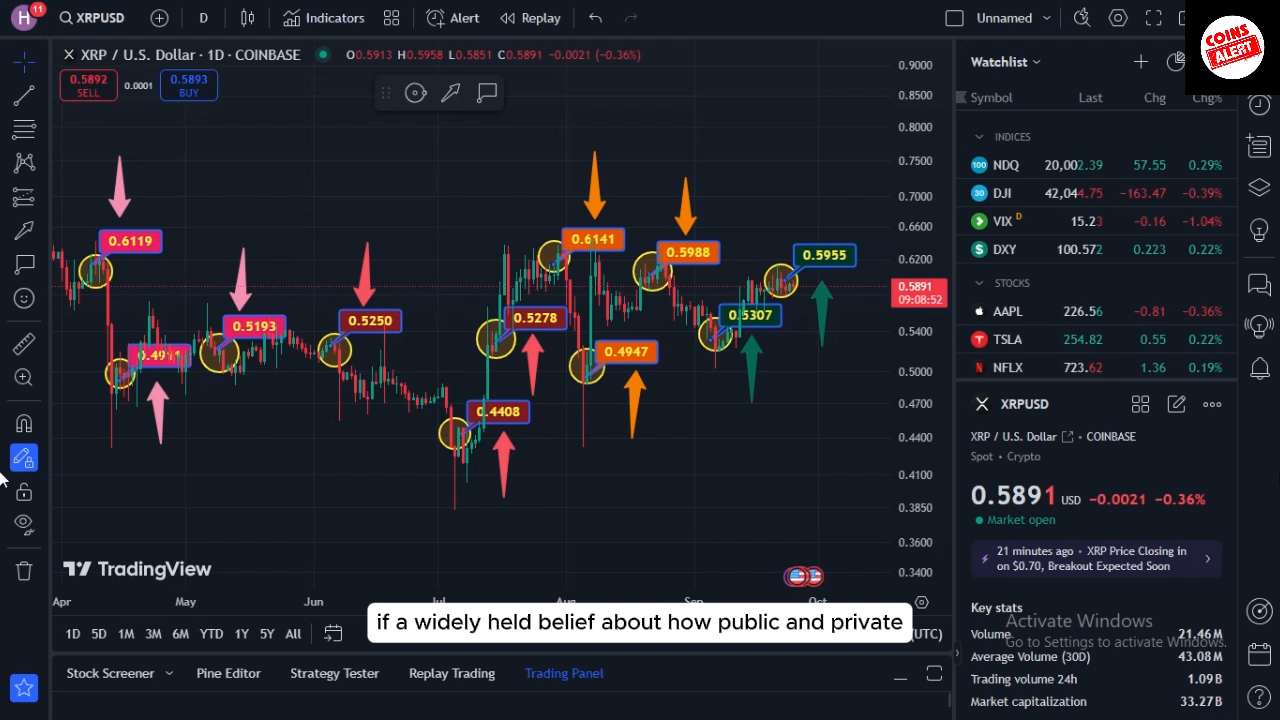 H
11
XRPUSD
D
Indicators
Alert
Replay
Unnamed
COINS
ALERT
XRP / U.S. Dollar · 1D · COINBASE
O0.5913 H0.5958 L0.5851 C0.5891 -0.0021 (-0.36%)
0.5892
SELL
0.0001
0.5893
BUY
0.9000
0.8500
0.8000
0.7500
0.7000
0.6600
0.6200
0.5891
09:08:52
0.5400
0.5000
0.4700
0.4400
0.4100
0.3850
0.3600
0.3400
0.6119
0.4911
0.5193
0.5250
0.4408
0.5278
0.6141
0.4947
0.5988
0.5307
0.5955
TradingView
Apr May Jun Jul Aug Sep Oct
if a widely held belief about how public and private
1D 5D 1M 3M 6M YTD 1Y 5Y All
(UTC)
Stock Screener
Pine Editor
Strategy Tester
Replay Trading
Trading Panel
Watchlist
Symbol Last Chg Chg%
INDICES
100 NDQ 20,002.39 57.55 0.29%
30 DJI 42,044.75 -163.47 -0.39%
VIX D 15.23 -0.16 -1.04%
$ DXY 100.572 0.223 0.22%
STOCKS
AAPL 226.56 -0.81 -0.36%
TSLA 254.82 0.55 0.22%
NFLX 723.62 1.36 0.19%
XRPUSD
XRP / U.S. Dollar • COINBASE
Spot • Crypto
0.5891 USD -0.0021 -0.36%
Market open
21 minutes ago • XRP Price Closing in
on $0.70, Breakout Expected Soon
Key stats
Activate Windows
Volume 21.46M
Go to Settings to activate Windows.
Average Volume (30D) 43.08M
Trading volume 24h 1.09B
Market capitalization 33.27B